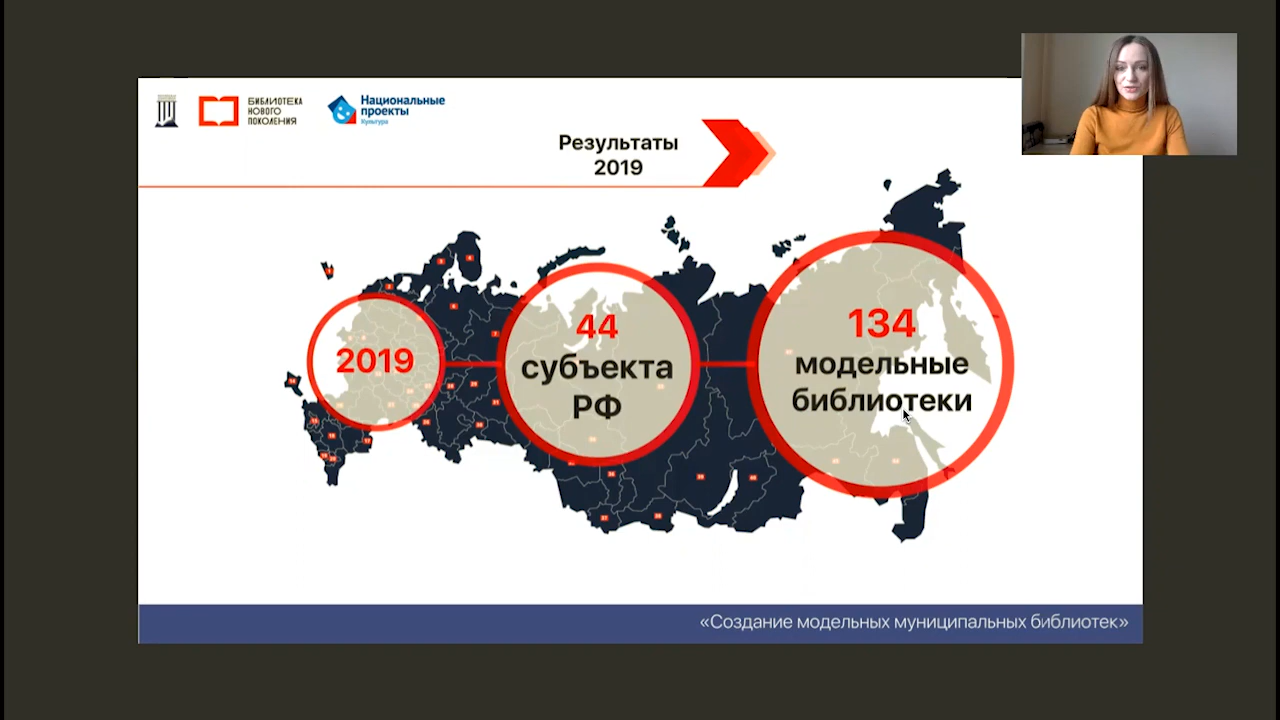 БИБЛИОТЕКА
НОВОГО
ПОКОЛЕНИЯ
Национальные
проекты
Культура
Результаты
2019
2019
44
субъекта
РФ
134
модельные
библиотеки
«Создание модельных муниципальных библиотек»